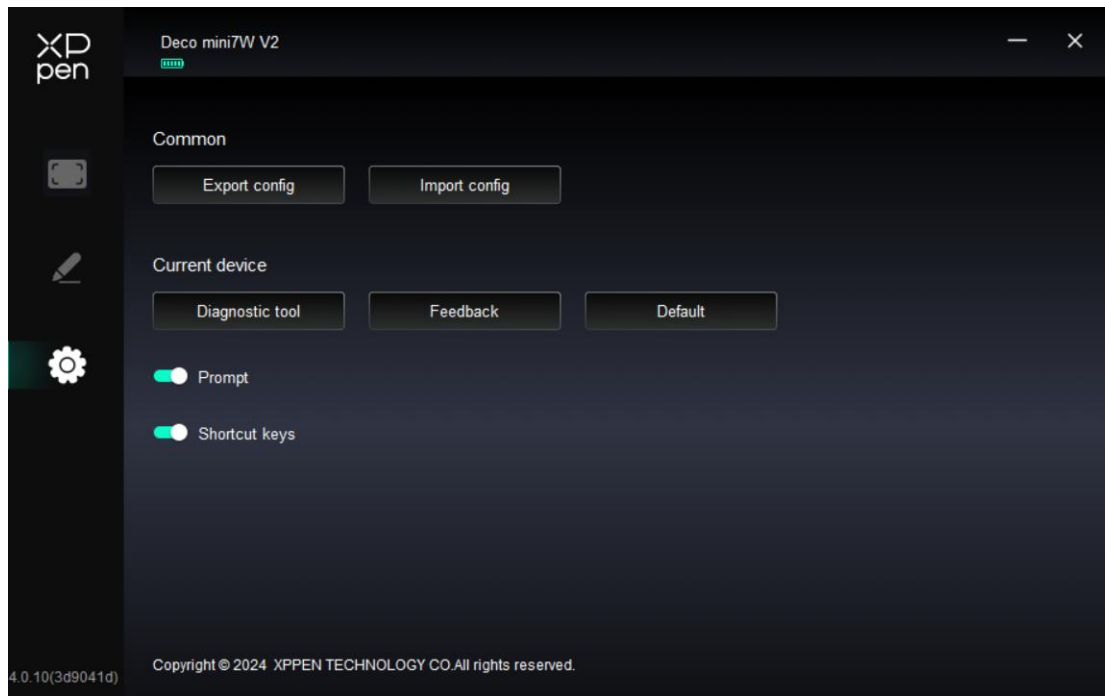 XP
pen
Deco mini7W V2
Common
Export config
Import config
Current device
Diagnostic tool
Feedback
Default
Prompt
Shortcut keys
Copyright © 2024 XPPEN TECHNOLOGY CO.All rights reserved.
4.0.10(3d9041d)